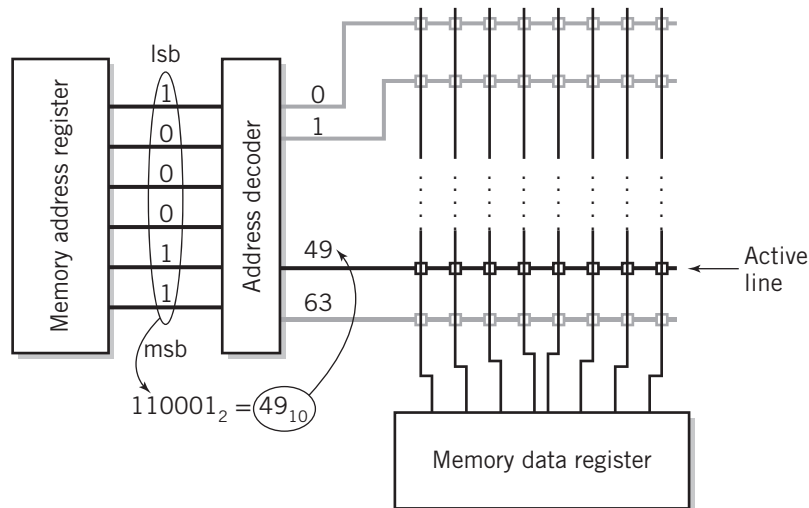 lsb
Memory address register
1
0
0
0
1
1
msb
Address decoder
0
1
49
63
Active
line
110001₂ = 49₁₀
Memory data register